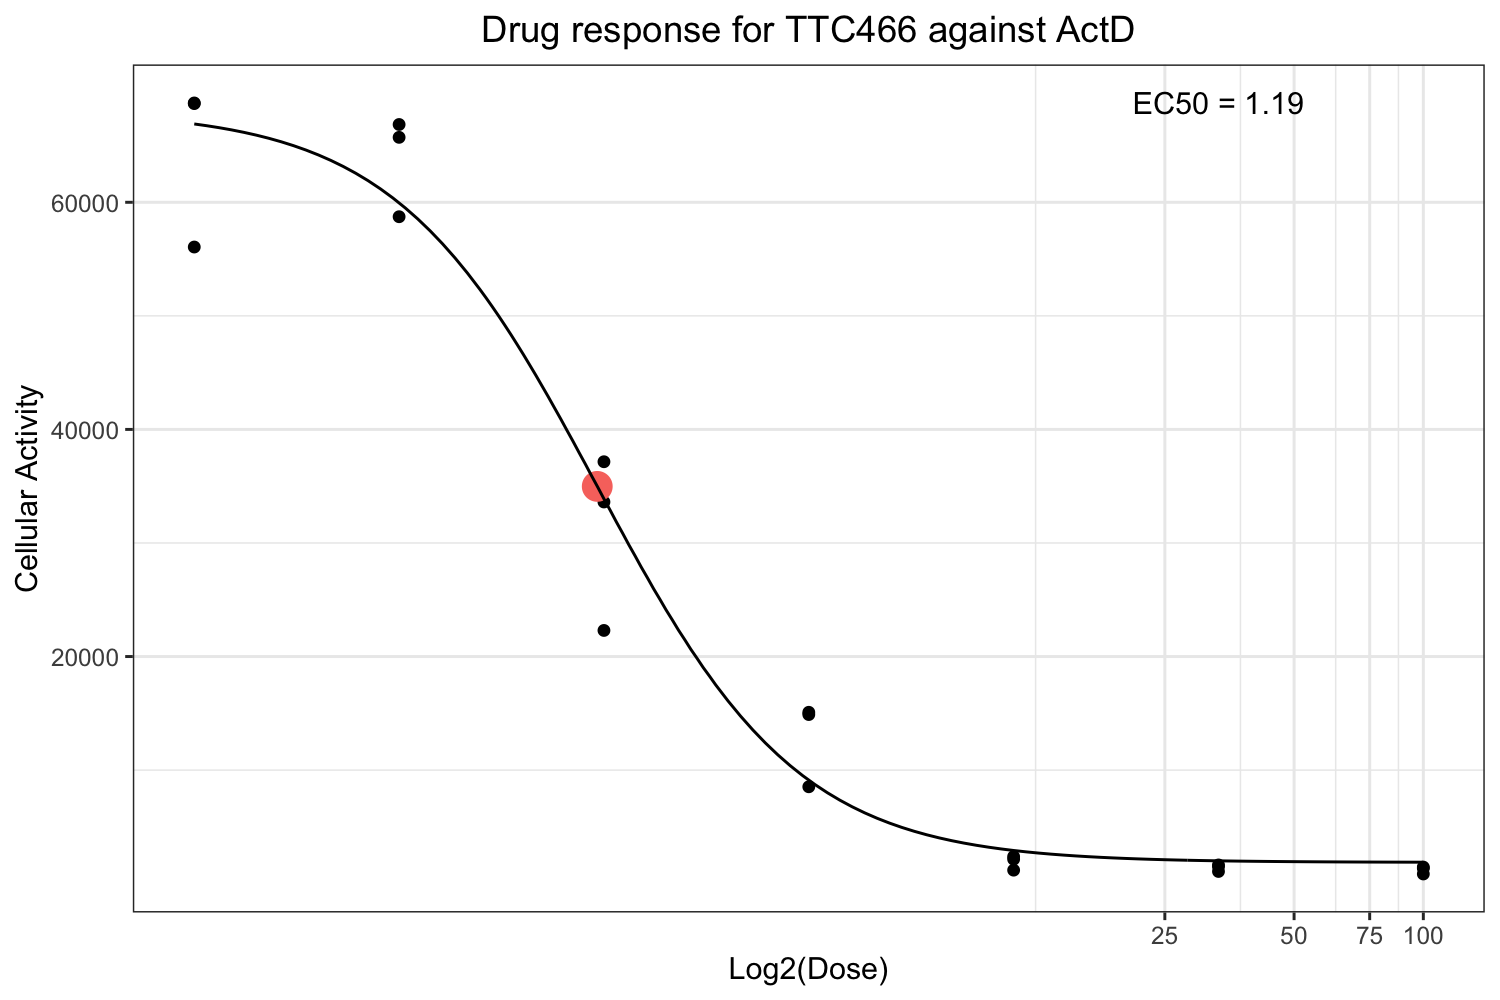 Drug response for TTC466 against ActD
EC50 = 1.19
60000
40000
20000
Cellular Activity
25 50 75 100
Log2(Dose)